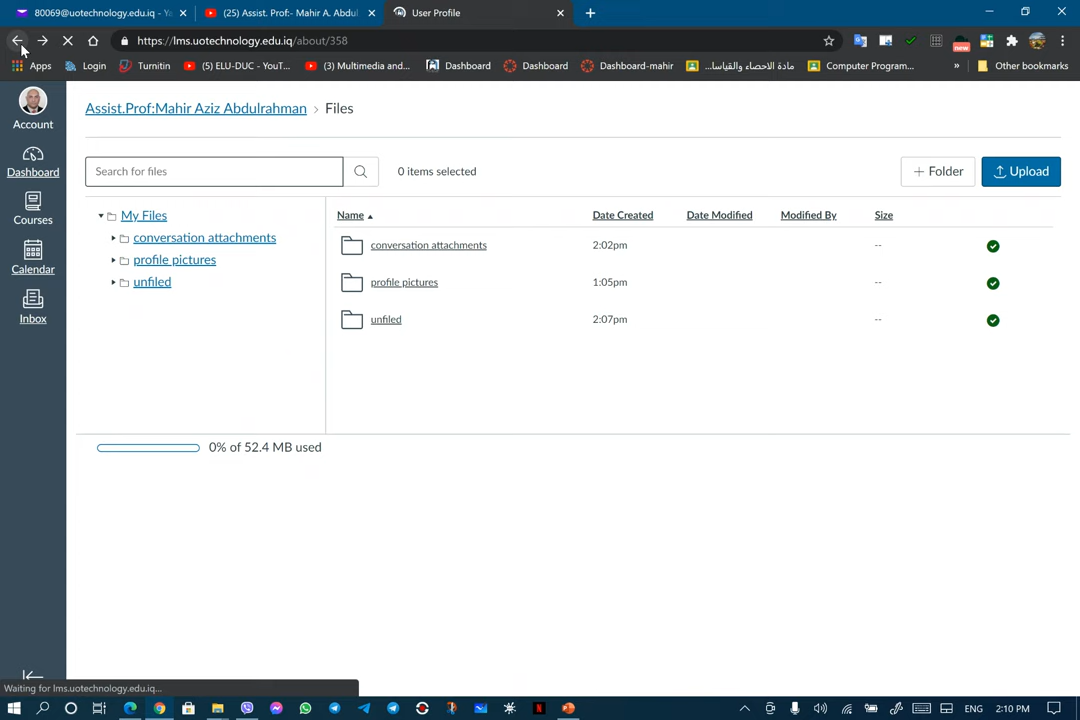 80069@uotechnology.edu.iq - Ya
(25) Assist. Prof:- Mahir A. Abdul
User Profile
https://lms.uotechnology.edu.iq/about/358
new
Apps
Login
Turnitin
(5) ELU-DUC - YouT...
(3) Multimedia and...
Dashboard
Dashboard
Dashboard-mahir
مادة الاحصاء والقياسا...
Computer Program...
»
Other bookmarks
Account
Dashboard
Courses
Calendar
Inbox
Assist.Prof:Mahir Aziz Abdulrahman › Files
Search for files
0 items selected
+ Folder
Upload
My Files
conversation attachments
profile pictures
unfiled
Name Date Created Date Modified Modified By Size
conversation attachments 2:02pm --
profile pictures 1:05pm --
unfiled 2:07pm --
0% of 52.4 MB used
Waiting for lms.uotechnology.edu.iq...
ENG 2:10 PM